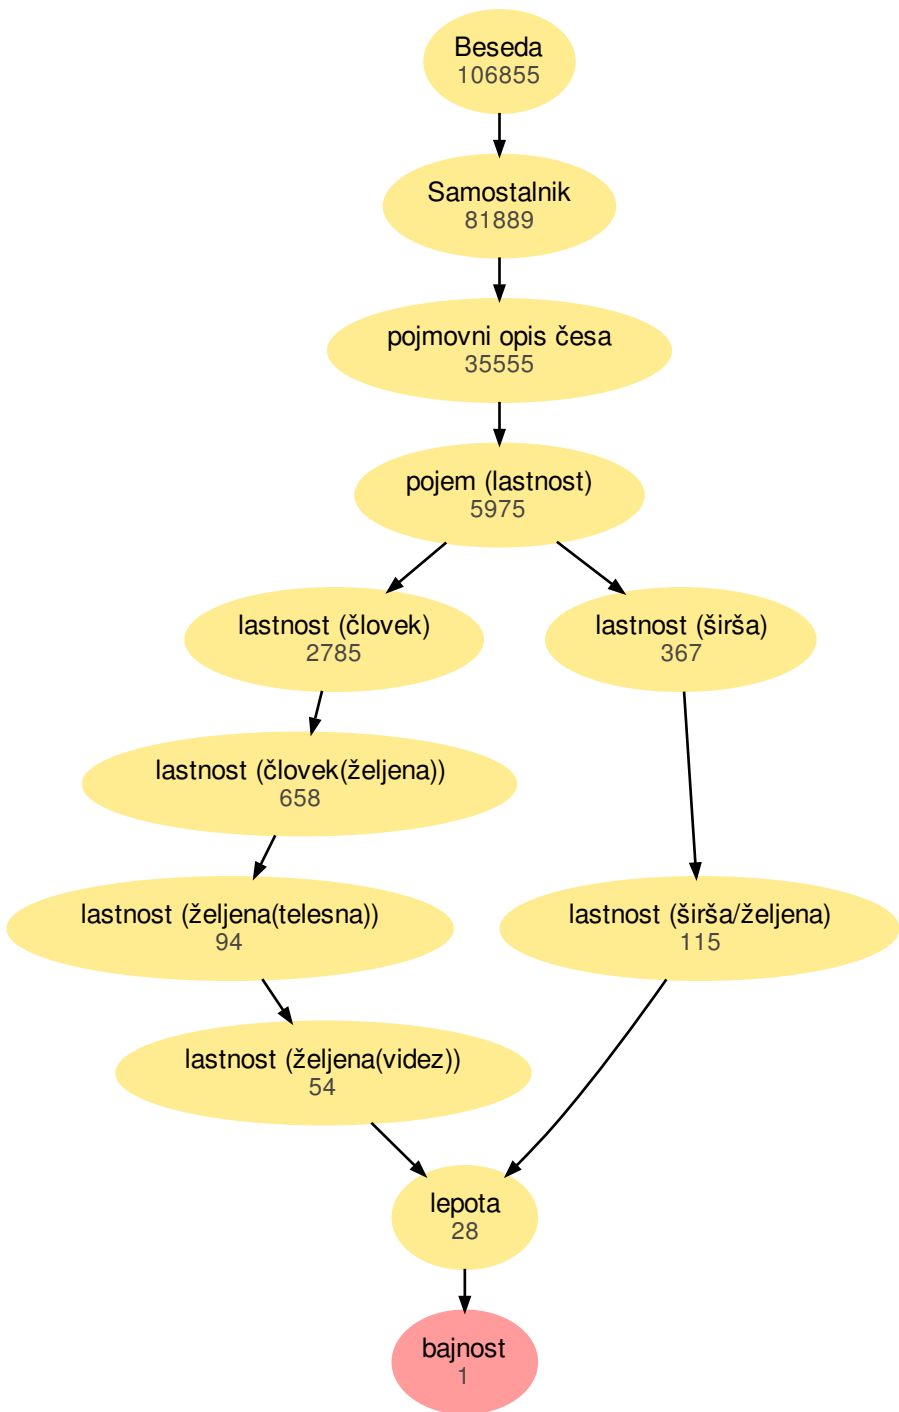 Beseda
106855
Samostalnik
81889
pojmovni opis česa
35555
pojem (lastnost)
5975
lastnost (človek)
2785
lastnost (širša)
367
lastnost (človek(željena))
658
lastnost (željena(telesna))
94
lastnost (širša/željena)
115
lastnost (željena(videz))
54
lepota
28
bajnost
1